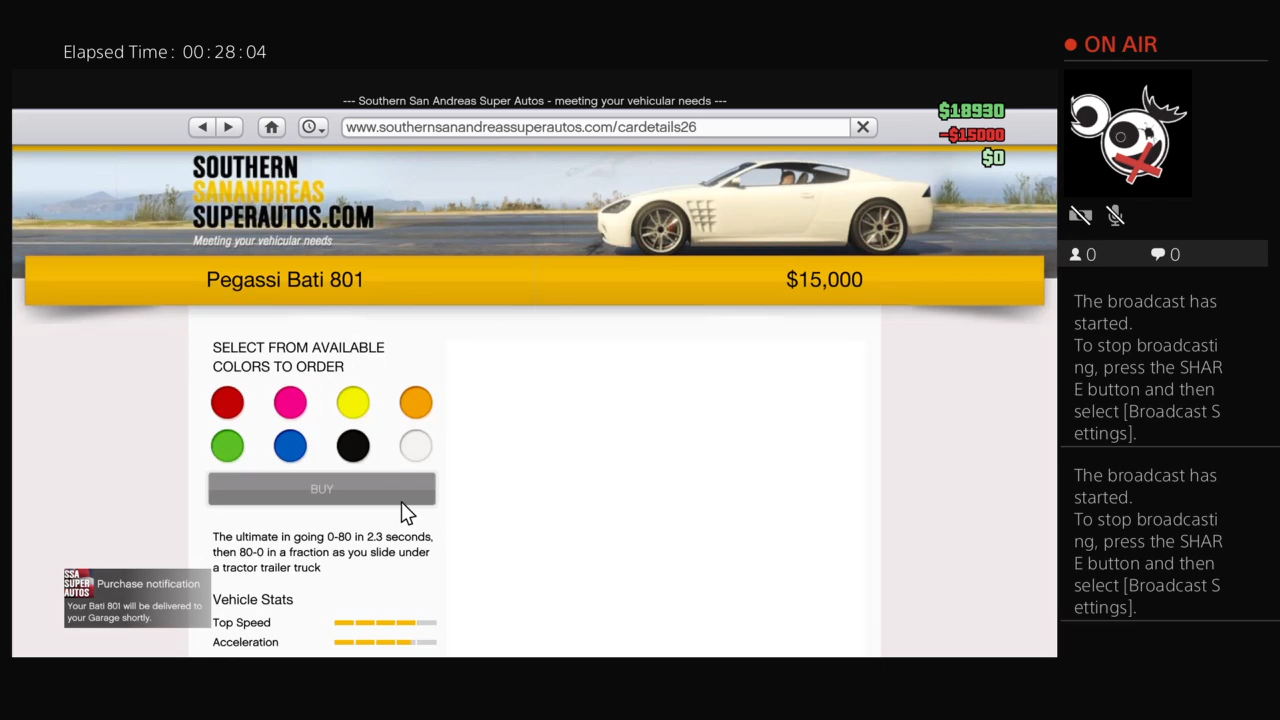 Elapsed Time: 00:28:04
ON AIR
--- Southern San Andreas Super Autos - meeting your vehicular needs ---
www.southernsanandreassuperautos.com/cardetails26
$18930
-$15000
$0
SOUTHERN
SANANDREAS
SUPERAUTOS.COM
Meeting your vehicular needs
Pegassi Bati 801
$15,000
SELECT FROM AVAILABLE
COLORS TO ORDER
BUY
The ultimate in going 0-80 in 2.3 seconds,
then 80-0 in a fraction as you slide under
a tractor trailer truck
Vehicle Stats
Top Speed
Acceleration
SSA
SUPER
AUTOS
Purchase notification
Your Bati 801 will be delivered to
your Garage shortly.
0
0
The broadcast has
started.
To stop broadcasti
ng, press the SHAR
E button and then
select [Broadcast S
ettings].
The broadcast has
started.
To stop broadcasti
ng, press the SHAR
E button and then
select [Broadcast S
ettings].